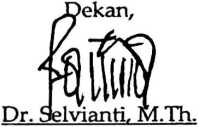 Dekan,
Dr. Selvianti, M.Th.